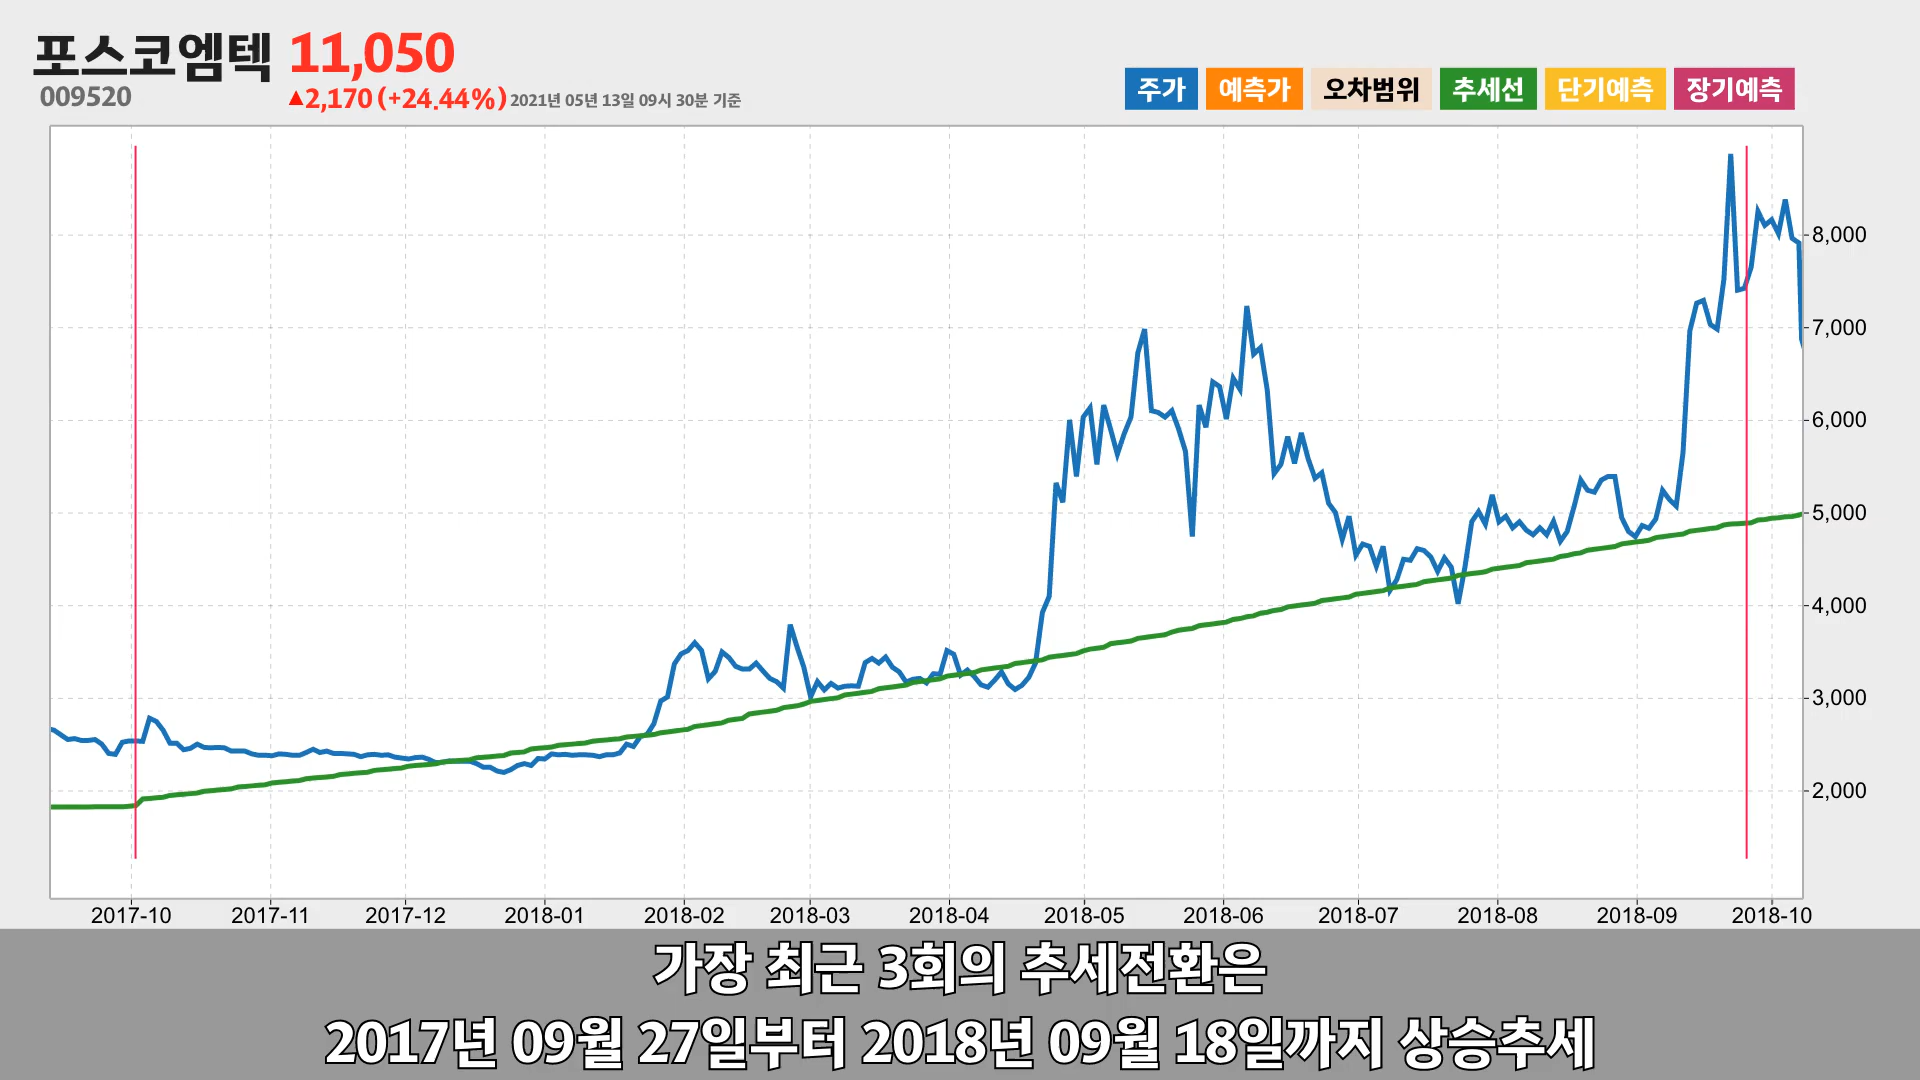 포스코엠텍 11,050
009520 ▲2,170 (+24.44%) 2021년 05년 13일 09시 30분 기준
주가 예측가 오차범위 추세선 단기예측 장기예측
8,000
7,000
6,000
5,000
4,000
3,000
2,000
2017-10 2017-11 2017-12 2018-01 2018-02 2018-03 2018-04 2018-05 2018-06 2018-07 2018-08 2018-09 2018-10
가장 최근 3회의 추세전환은
2017년 09월 27일부터 2018년 09월 18일까지 상승추세